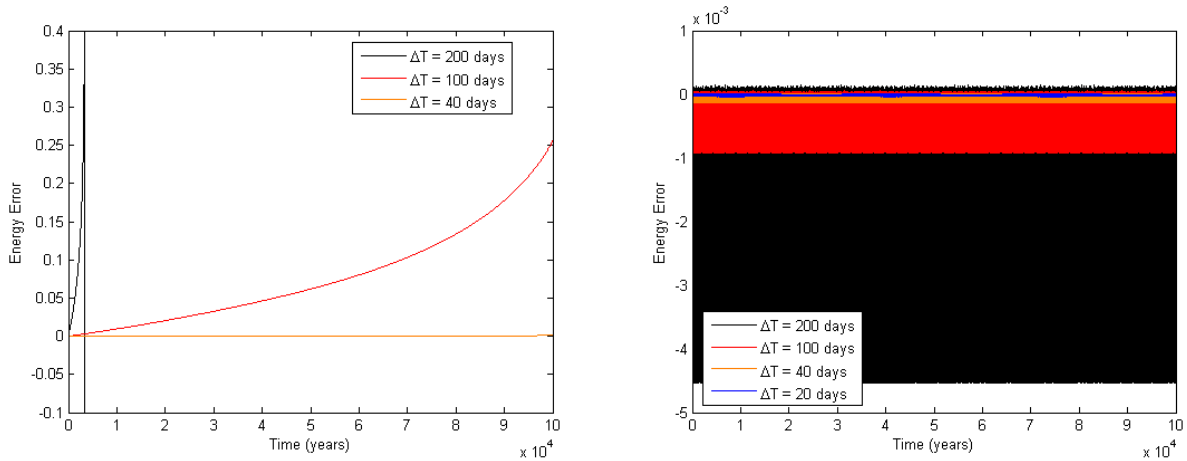 0.4
0.35
0.3
0.25
0.2
0.15
0.1
0.05
0
-0.05
-0.1
Energy Error
0 1 2 3 4 5 6 7 8 9 10
Time (years)
x 10^4
ΔT = 200 days
ΔT = 100 days
ΔT = 40 days
x 10^-3
1
0
-1
-2
-3
-4
-5
Energy Error
0 1 2 3 4 5 6 7 8 9 10
Time (years)
x 10^4
ΔT = 200 days
ΔT = 100 days
ΔT = 40 days
ΔT = 20 days